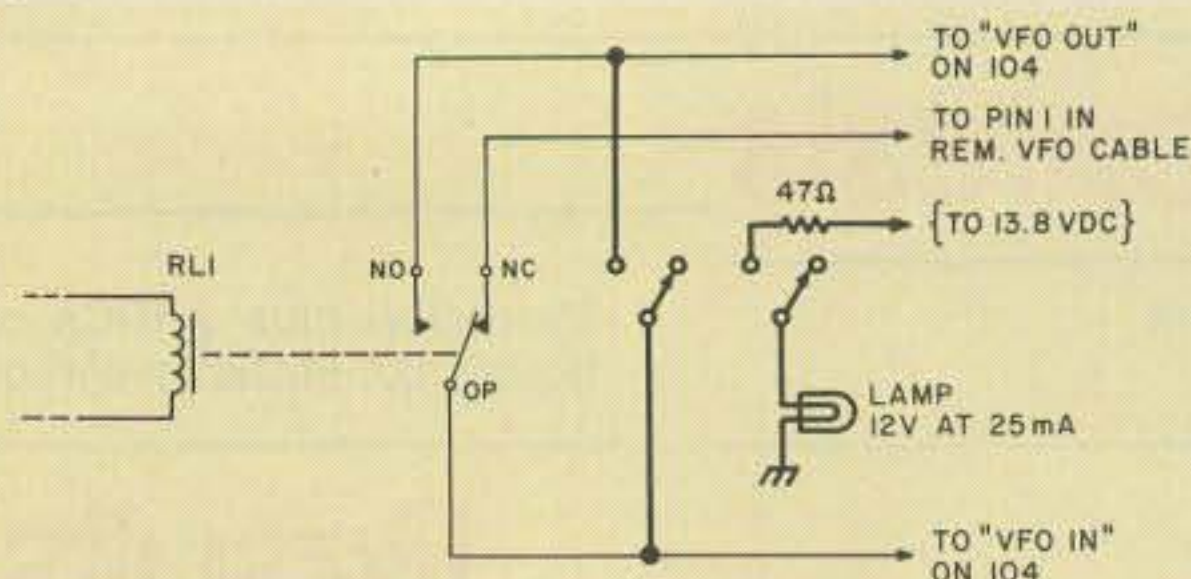 TO "VFO OUT"
ON 104
TO PIN 1 IN
REM. VFO CABLE
47Ω
{TO 13.8 VDC}
RL1
NO
NC
OP
LAMP
12V AT 25mA
TO "VFO IN"
ON 104